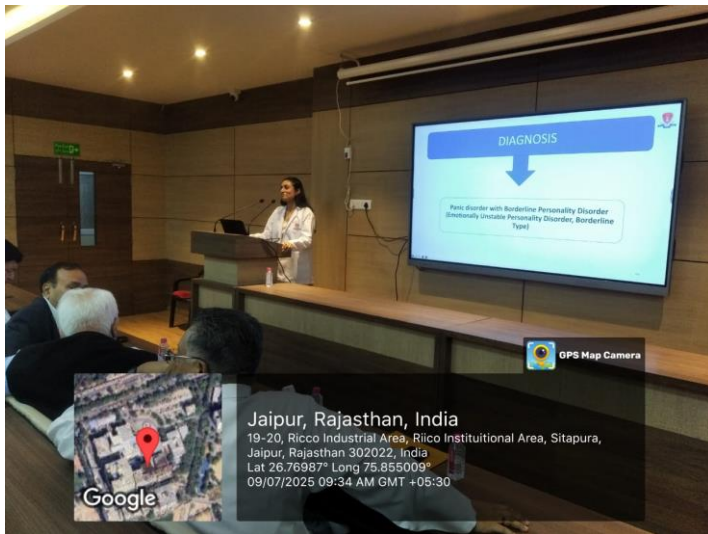 DIAGNOSIS
Panic disorder with Borderline Personality Disorder
(Emotionally Unstable Personality Disorder, Borderline
Type)
GPS Map Camera
Jaipur, Rajasthan, India
19-20, Ricco Industrial Area, Riico Instituitional Area, Sitapura,
Jaipur, Rajasthan 302022, India
Lat 26.76987° Long 75.855009°
09/07/2025 09:34 AM GMT +05:30
Google